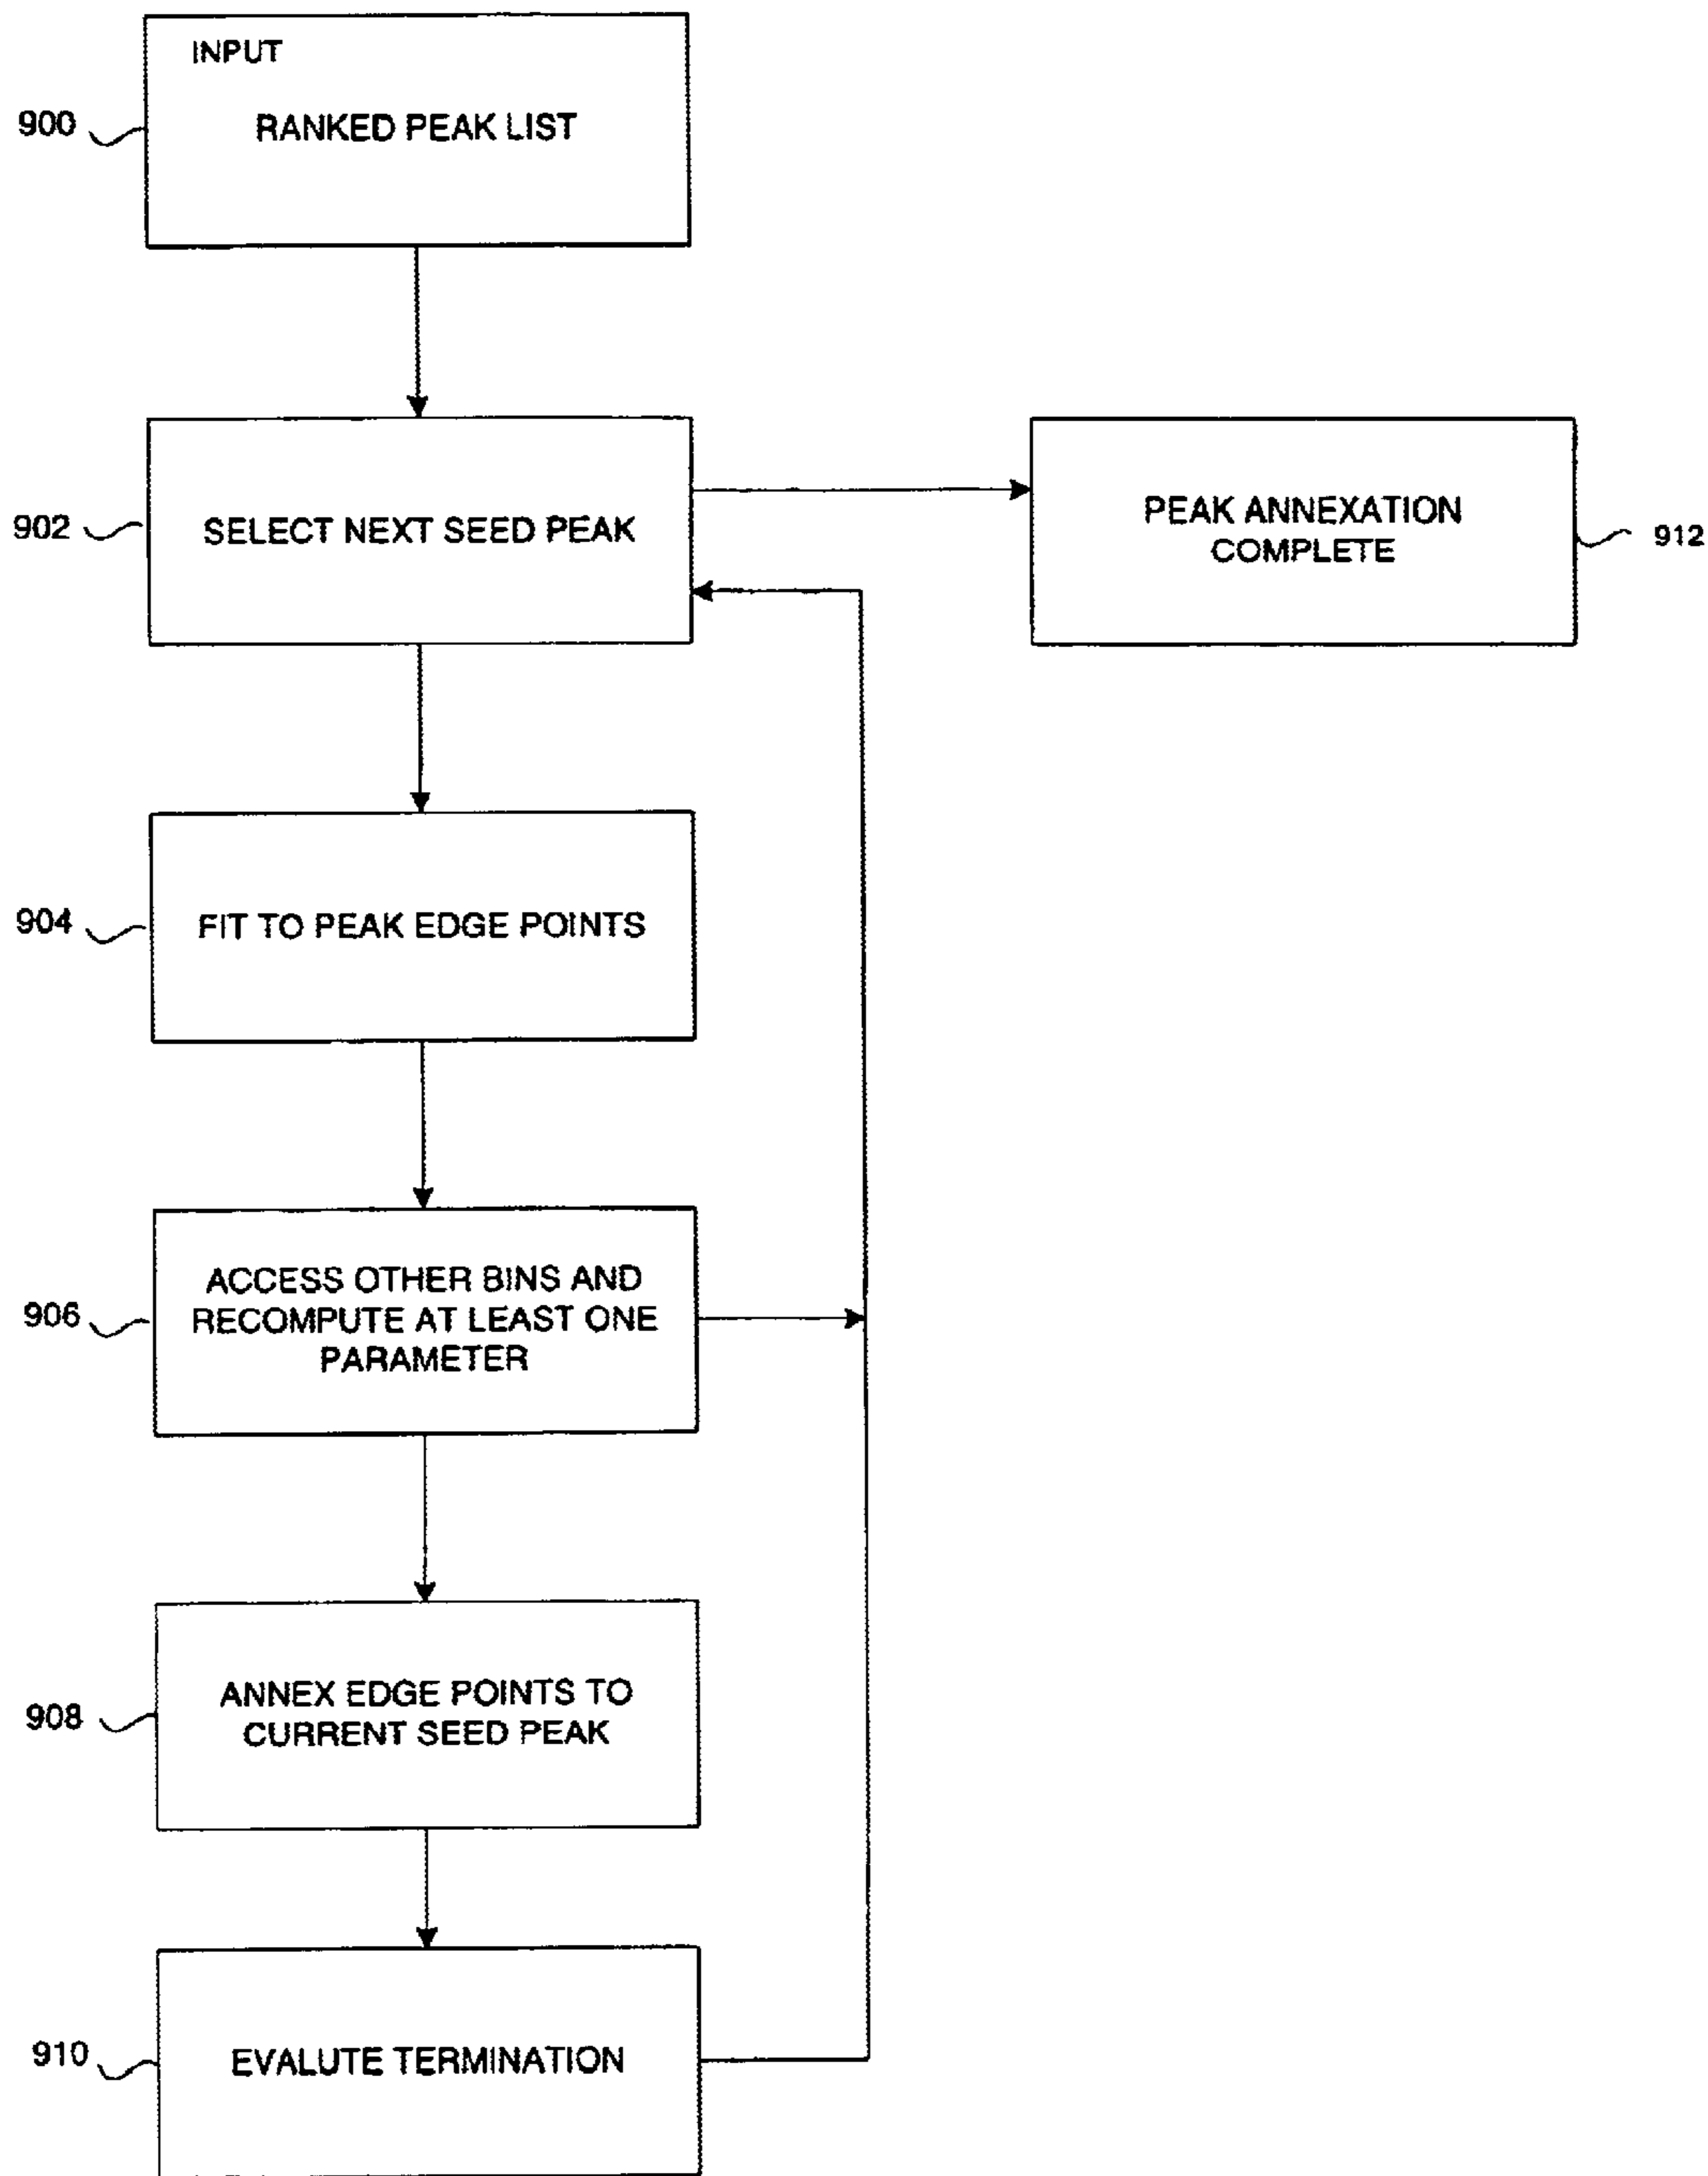 INPUT
RANKED PEAK LIST
900
SELECT NEXT SEED PEAK
902
PEAK ANNEXATION
COMPLETE
912
FIT TO PEAK EDGE POINTS
904
ACCESS OTHER BINS AND
RECOMPUTE AT LEAST ONE
PARAMETER
906
ANNEX EDGE POINTS TO
CURRENT SEED PEAK
908
EVALUTE TERMINATION
910